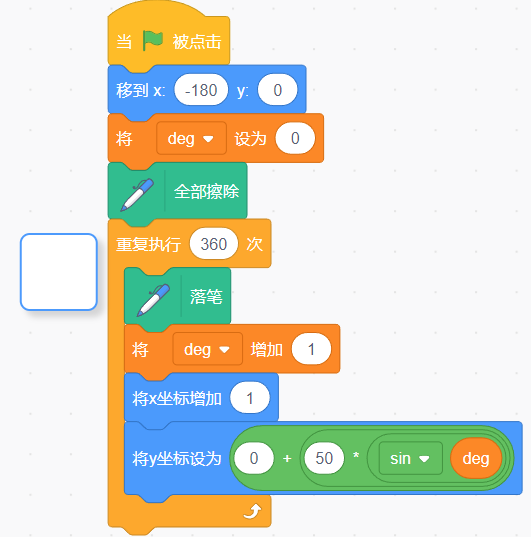 当 被点击
移到 x: -180 y: 0
将 deg 设为 0
全部擦除
重复执行 360 次
落笔
将 deg 增加 1
将x坐标增加 1
将y坐标设为 0 + 50 * sin deg